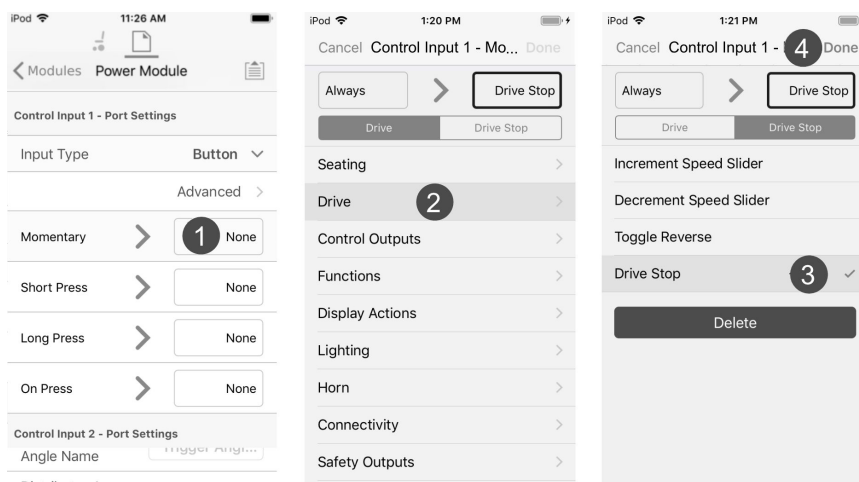 iPod 11:26 AM
Modules Power Module
Control Input 1 - Port Settings
Input Type Button
Advanced
Momentary 1 None
Short Press None
Long Press None
On Press None
Control Input 2 - Port Settings
Angle Name
iPod 1:20 PM
Cancel Control Input 1 - Mo... Done
Always Drive Stop
Drive Drive Stop
Seating
Drive 2
Control Outputs
Functions
Display Actions
Lighting
Horn
Connectivity
Safety Outputs
iPod 1:21 PM
Cancel Control Input 1 - 4 Done
Always Drive Stop
Drive Drive Stop
Increment Speed Slider
Decrement Speed Slider
Toggle Reverse
Drive Stop 3
Delete